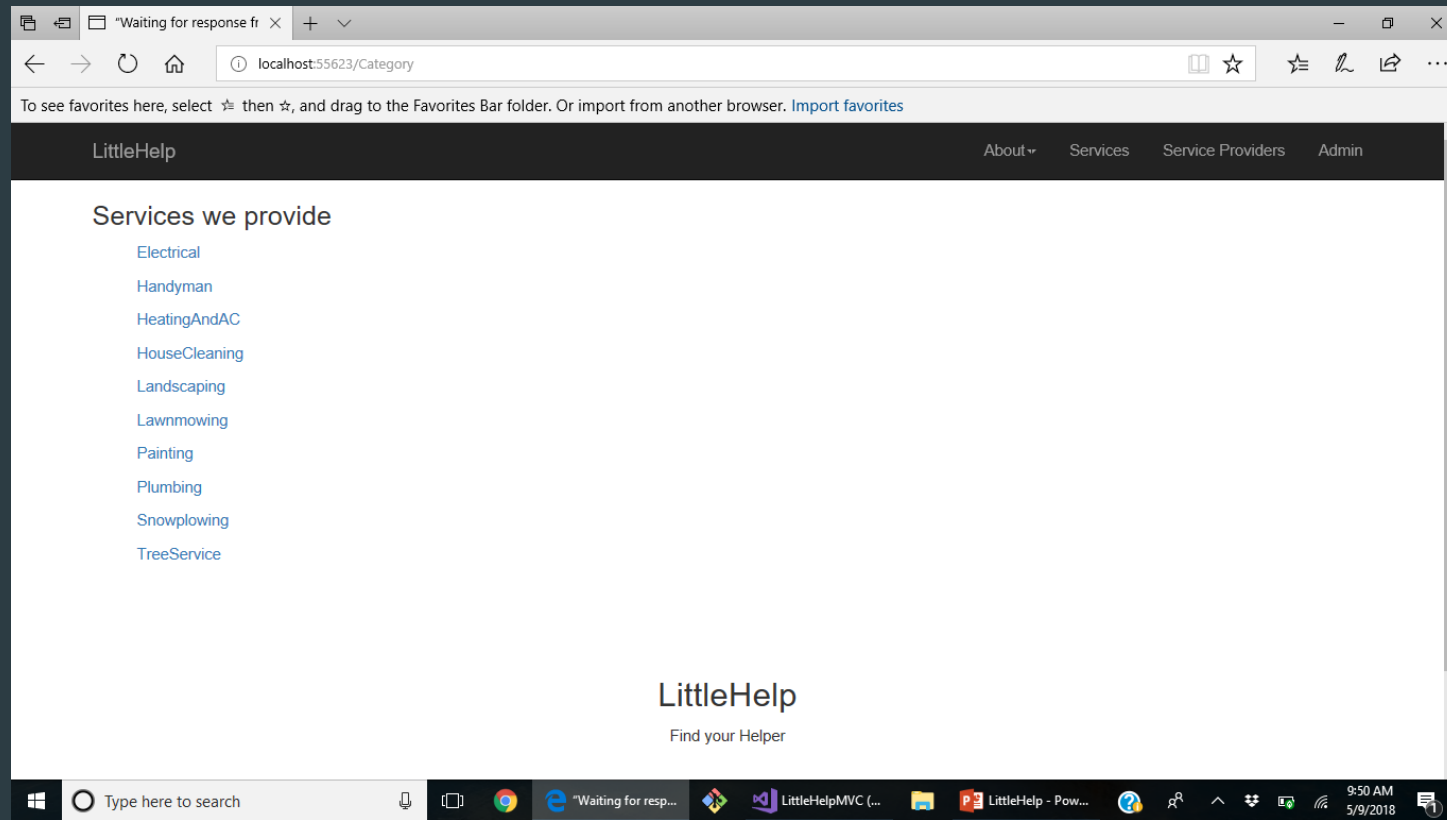 "Waiting for response fr
localhost:55623/Category
To see favorites here, select then, and drag to the Favorites Bar folder. Or import from another browser. Import favorites
LittleHelp About Services Service Providers Admin
Services we provide
Electrical
Handyman
HeatingAndAC
HouseCleaning
Landscaping
Lawnmowing
Painting
Plumbing
Snowplowing
TreeService
LittleHelp
Find your Helper
Type here to search "Waiting for resp... LittleHelpMVC (... LittleHelp - Pow... 9:50 AM
5/9/2018 1